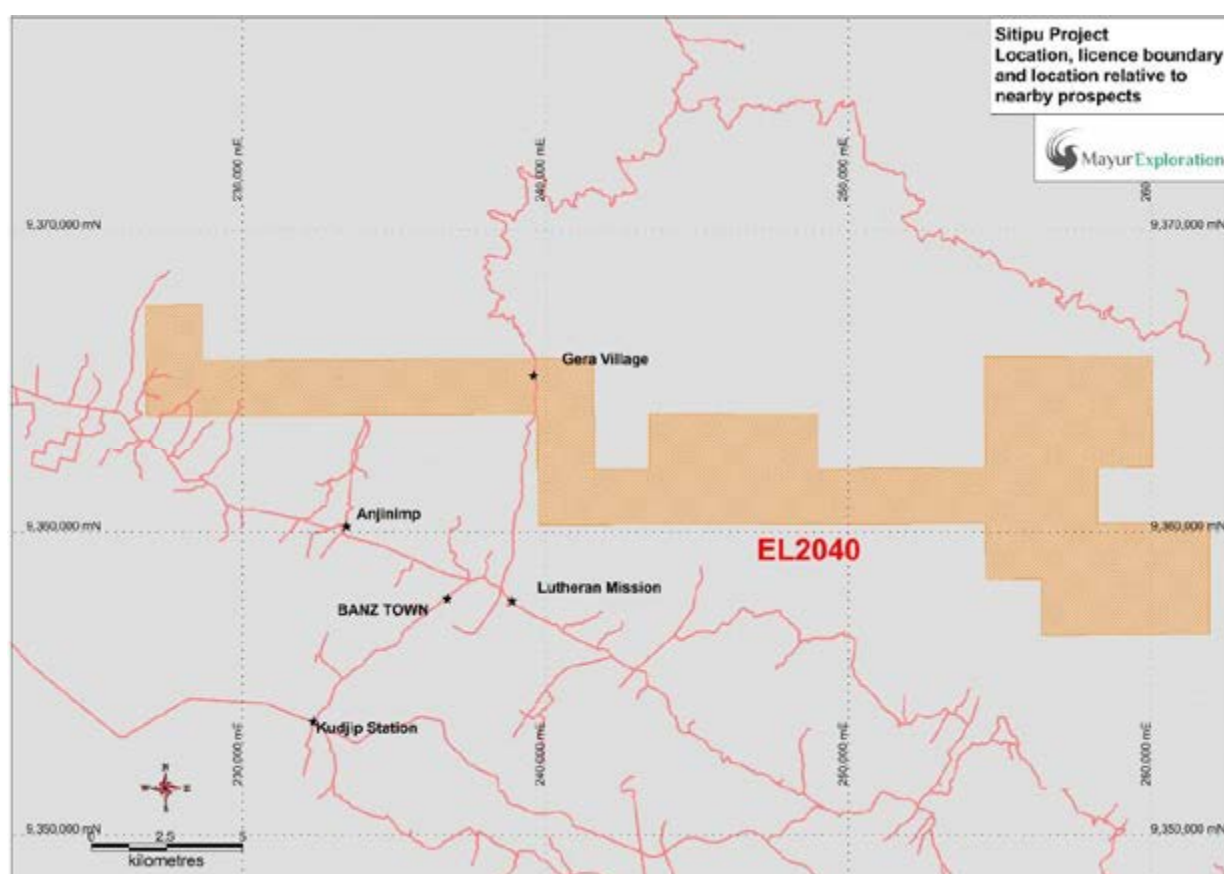 Sitipu Project
Location, licence boundary
and location relative to
nearby prospects
Mayur Exploration
230,000 mE
240,000 mE
250,000 mE
260
9,370,000 mN
9,370,000 mN
Gera Village
Anjinimp
9,360,000 mN
9,360,000 mN
EL2040
Lutheran Mission
BANZ TOWN
Kudjip Station
230,000 mE
240,000 mE
250,000 mE
260,000 mE
N
W
E
S
9,350,000 mN
9,350,000 mN
0 2.5 5
kilometres